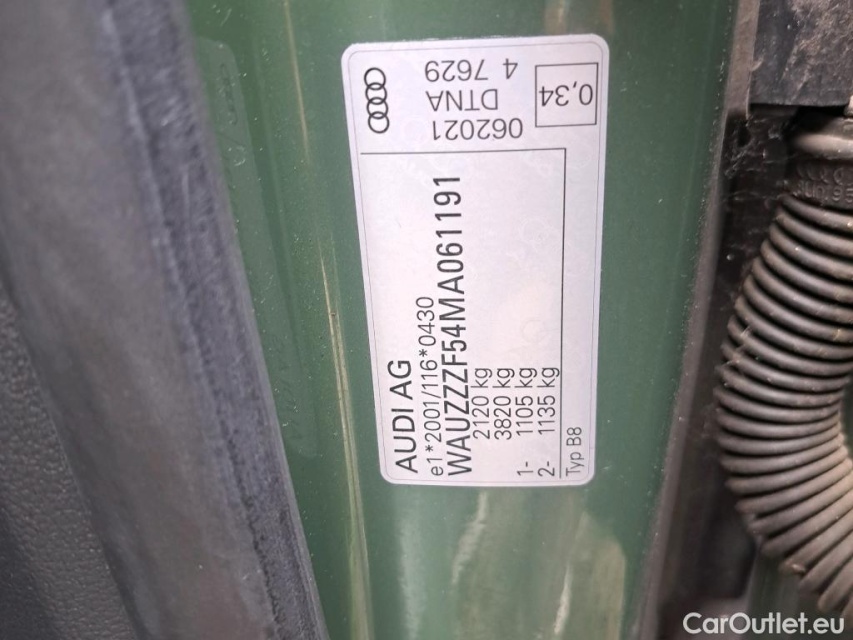 AUDI AG
e1*2001/116*0430
WAUZZZF54MA061191
2120 kg
3820 kg
1- 1105 kg
2- 1135 kg
Typ B8
062021
DTNA
4 7629
0,34
CarOutlet.eu